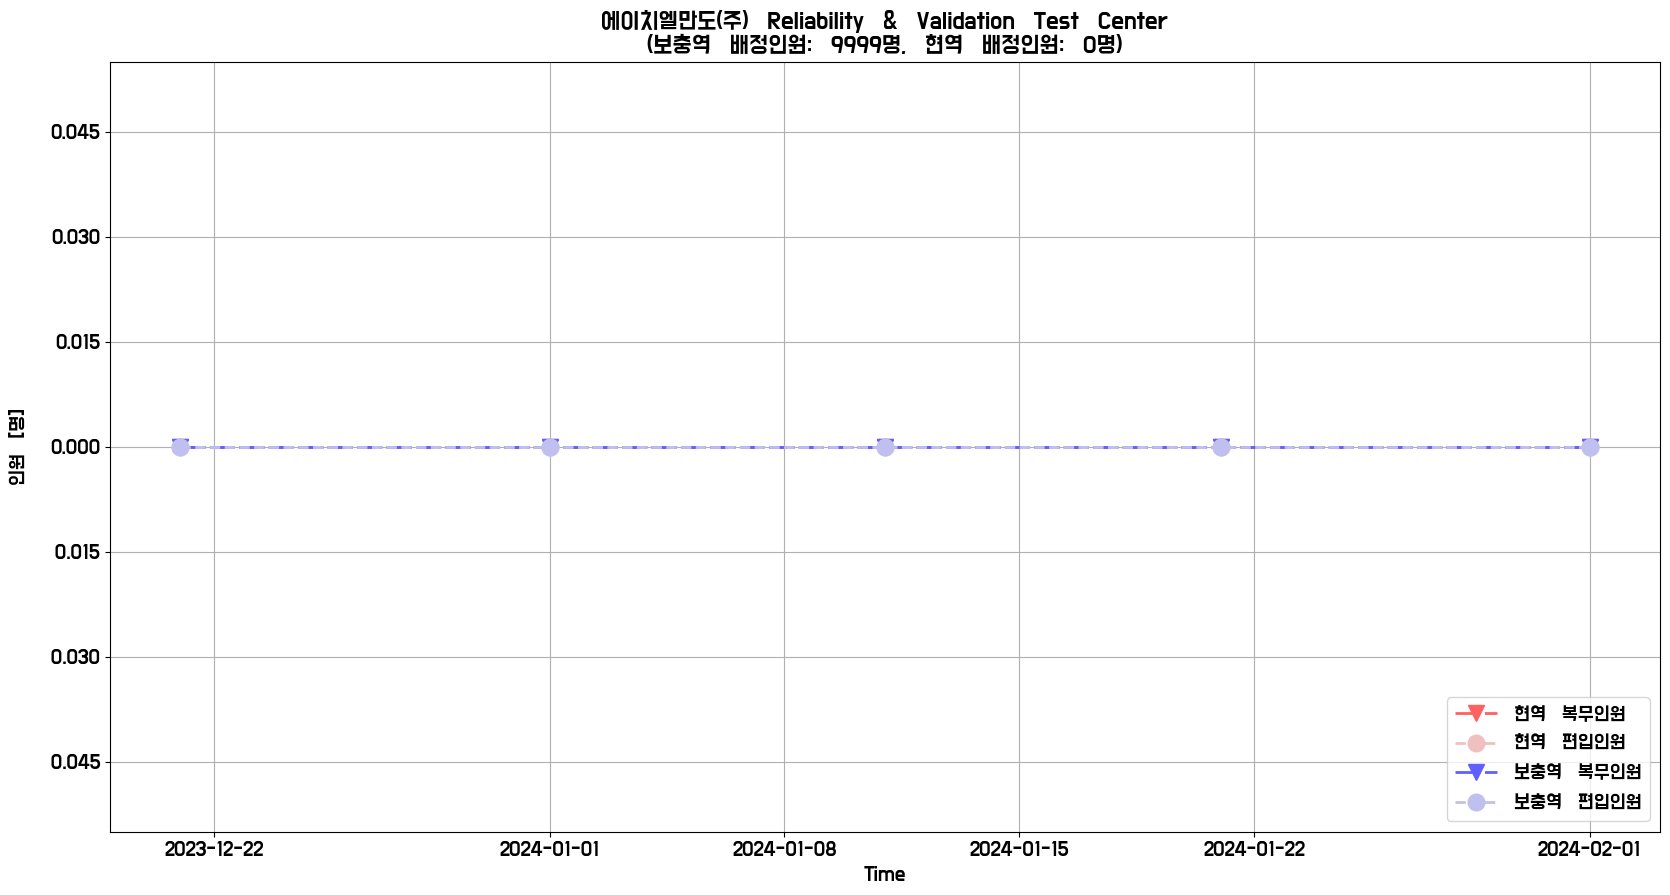 에이치엘만도(주) Reliability & Validation Test Center
(보충역 배정인원: 9999명, 현역 배정인원: 0명)
0.045
0.030
0.015
0.000
0.015
0.030
0.045
인원 [명]
현역 복무인원
현역 편입인원
보충역 복무인원
보충역 편입인원
2023-12-22 2024-01-01 2024-01-08 2024-01-15 2024-01-22 2024-02-01
Time